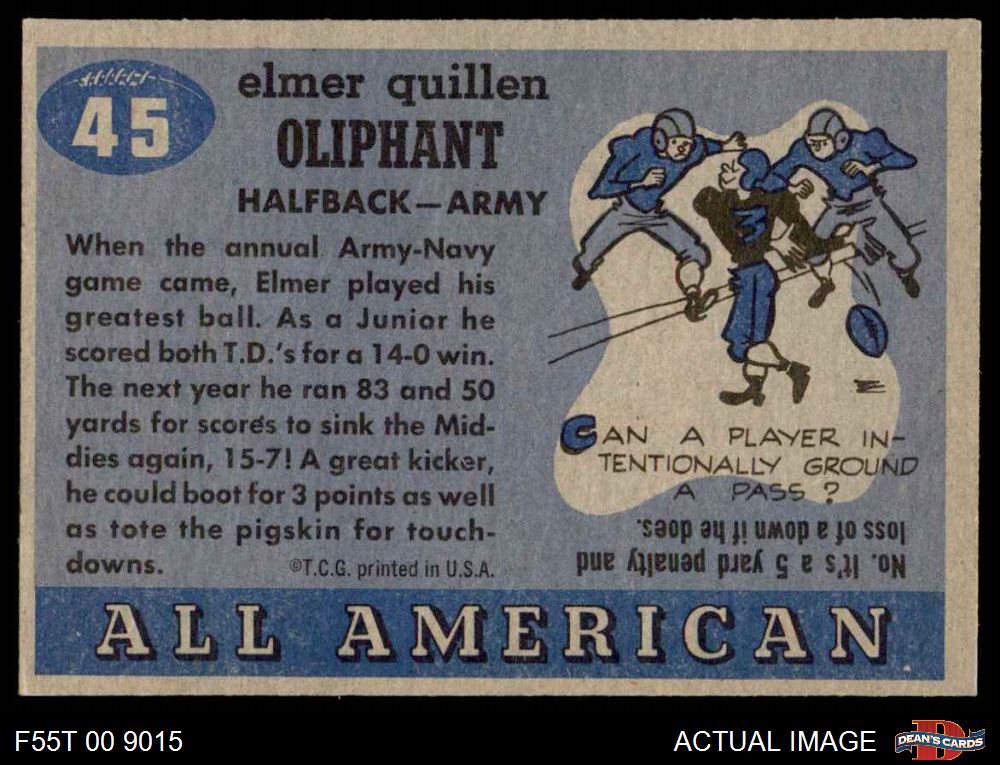 45
elmer quillen
OLIPHANT
HALFBACK—ARMY
When the annual Army-Navy
game came, Elmer played his
greatest ball. As a Junior he
scored both T.D.'s for a 14-0 win.
The next year he ran 83 and 50
yards for scores to sink the Mid-
dies again, 15-7! A great kicker,
he could boot for 3 points as well
as tote the pigskin for touch-
downs.
©T.C.G. printed in U.S.A.
3
CAN A PLAYER IN-
TENTIONALLY GROUND
A PASS?
No. It's a 5 yard penalty and
loss of a down if he does.
ALL AMERICAN
F55T 00 9015
ACTUAL IMAGE
D
DEAN'S CARDS